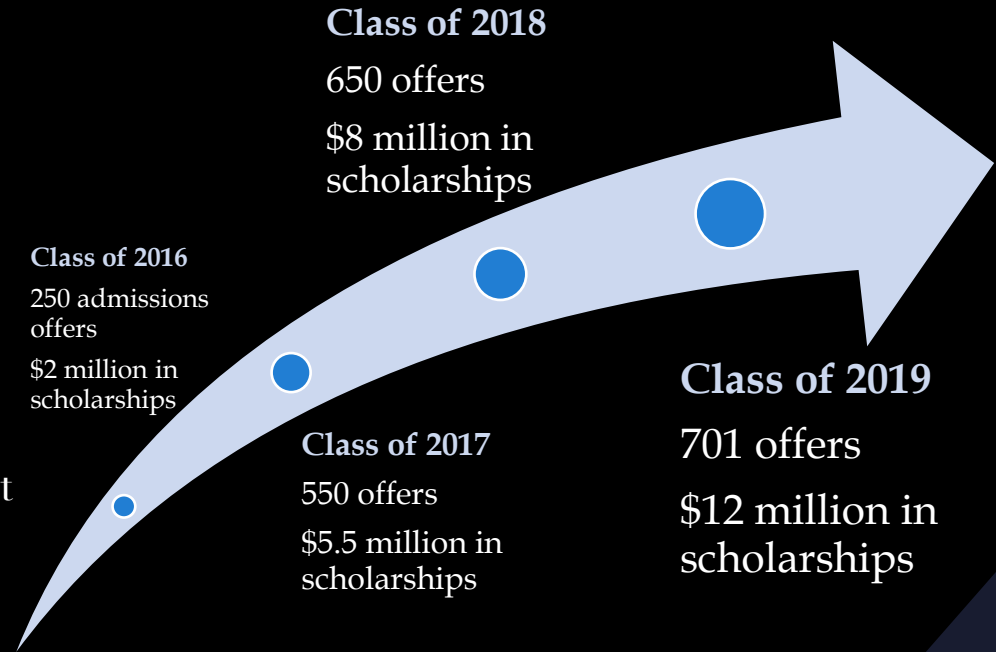 Class of 2018
650 offers
$8 million in
scholarships
Class of 2016
250 admissions
offers
$2 million in
scholarships
Class of 2017
550 offers
$5.5 million in
scholarships
Class of 2019
701 offers
$12 million in
scholarships